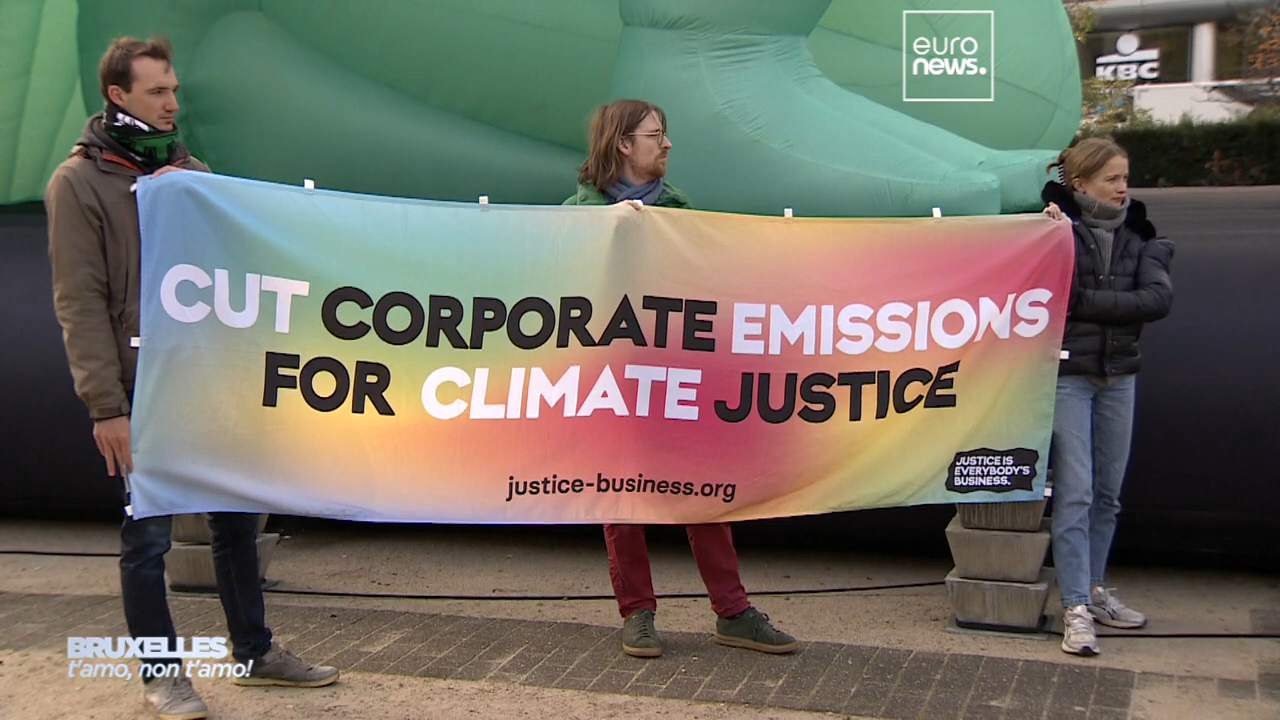 euro
news.
KBC
CUT CORPORATE EMISSIONS
FOR CLIMATE JUSTICE
justice-business.org
JUSTICE IS
EVERYBODY'S
BUSINESS.
BRUXELLES
t'amo, non t'amo!